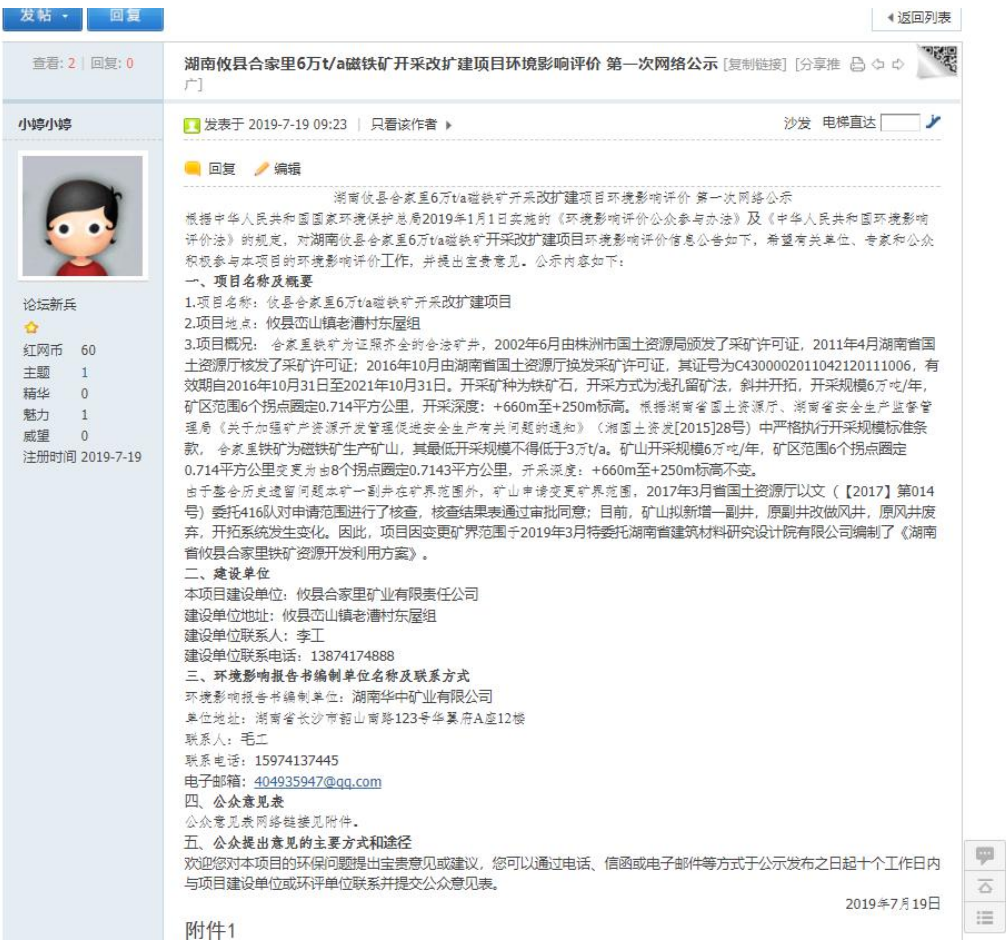 发帖 回复 返回列表
查看: 2 | 回复: 0
湖南攸县合家里6万t/a磁铁矿开采改扩建项目环境影响评价 第一次网络公示 [复制链接] [分享推
广]
小婷小婷
发表于 2019-7-19 09:23 | 只看该作者
沙发 电梯直达
回复 编辑
湖南攸县合家里6万t/a磁铁矿开采改扩建项目环境影响评价 第一次网络公示
根据中华人民共和国国家环境保护总局2019年1月1日实施的《环境影响评价公众参与办法》及《中华人民共和国环境影响
评价法》的规定，对湖南攸县合家里6万t/a磁铁矿开采改扩建项目环境影响评价信息公告如下，希望有关单位、专家和公众
积极参与本项目的环境影响评价工作，并提出宝贵意见。公示内容如下：
一、项目名称及概要
1.项目名称：攸县合家里6万t/a磁铁矿开采改扩建项目
2.项目地点：攸县峦山镇老漕村东屋组
3.项目概况： 合家里铁矿为证照齐全的合法矿井，2002年6月由株洲市国土资源局颁发了采矿许可证，2011年4月湖南省国
土资源厅核发了采矿许可证；2016年10月由湖南省国土资源厅换发采矿许可证，其证号为C4300002011042120111006，有
效期自2016年10月31日至2021年10月31日。开采矿种为铁矿石，开采方式为浅孔留矿法，斜井开拓，开采规模6万吨/年，
矿区范围6个拐点圈定0.714平方公里，开采深度：+660m至+250m标高。根据湖南省国土资源厅、湖南省安全生产监督管
理局《关于加强矿产资源开发管理促进安全生产有关问题的通知》（湘国土资发[2015]28号）中严格执行开采规模标准条
款， 合家里铁矿为磁铁矿生产矿山，其最低开采规模不得低于3万t/a。矿山开采规模6万吨/年，矿区范围6个拐点圈定
0.714平方公里变更为由8个拐点圈定0.7143平方公里，开采深度：+660m至+250m标高不变。
由于整合历史遗留问题本矿一副井在矿界范围外，矿山申请变更矿界范围，2017年3月省国土资源厅以文（【2017】第014
号）委托416队对申请范围进行了核查，核查结果表通过审批同意；目前，矿山拟新增一副井，原副井改做风井，原风井废
弃，开拓系统发生变化。因此，项目因变更矿界范围于2019年3月特委托湖南省建筑材料研究设计院有限公司编制了《湖南
省攸县合家里铁矿资源开发利用方案》。
二、建设单位
本项目建设单位：攸县合家里矿业有限责任公司
建设单位地址：攸县峦山镇老漕村东屋组
建设单位联系人：李工
建设单位联系电话：13874174888
三、环境影响报告书编制单位名称及联系方式
环境影响报告书编制单位：湖南华中矿业有限公司
单位地址：湖南省长沙市韶山南路123号华翼府A座12楼
联系人：毛工
联系电话：15974137445
电子邮箱：404935947@qq.com
四、公众意见表
公众意见表网络链接见附件。
五、公众提出意见的主要方式和途径
欢迎您对本项目的环保问题提出宝贵意见或建议，您可以通过电话、信函或电子邮件等方式于公示发布之日起十个工作日内
与项目建设单位或环评单位联系并提交公众意见表。
2019年7月19日
附件1
论坛新兵
红网币 60
主题 1
精华 0
魅力 1
威望 0
注册时间 2019-7-19